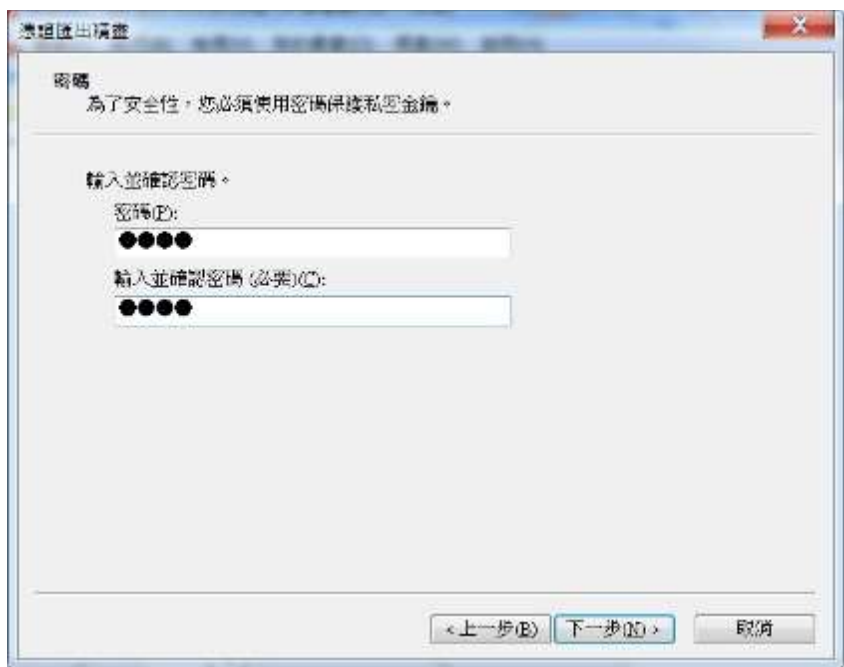 憑證匯出精靈
密碼
為了安全性，您必須使用密碼保護私密金鑰。
輸入並確認密碼。
密碼(P):
●●●●
輸入並確認密碼 (必要)(C):
●●●●
<上一步(B)
下一步(N) >
取消